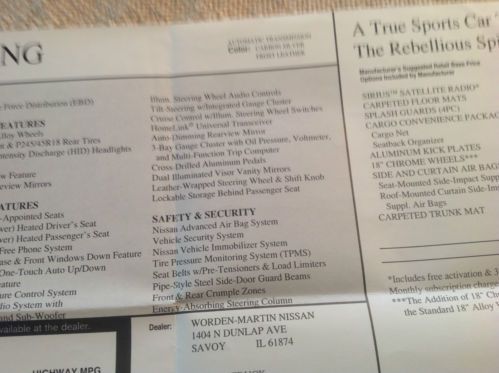 NG
AUTOMATIC TRANSMISSION
Color: CARBON SILVER
FROST LEATHER
Force Distribution (EBD)
EATURES
lloy Wheels
& P245/45R18 Rear Tires
ntensity Discharge (HID) Headlights
w Feature
eview Mirrors
ATURES
-Appointed Seats
er) Heated Driver's Seat
er) Heated Passenger's Seat
Free Phone System
ase & Front Windows Down Feature
One-Touch Auto Up/Down
eature
ure Control System
dio System with
and Sub-Woofer
vailable at the dealer.
HIGHWAY MPG
Illum. Steering Wheel Audio Controls
Tilt-Steering w/Integrated Gauge Cluster
Cruise Control w/Illum. Steering Wheel Switches
HomeLink Universal Transceiver
Auto-Dimming Rearview Mirror
3-Bay Gauge Cluster with Oil Pressure, Voltmeter,
and Multi-Function Trip Computer
Cross Drilled Aluminum Pedals
Dual Illuminated Visor Vanity Mirrors
Leather-Wrapped Steering Wheel & Shift Knob
Lockable Storage Behind Passenger Seat
SAFETY & SECURITY
Nissan Advanced Air Bag System
Vehicle Security System
Nissan Vehicle Immobilizer System
Tire Pressure Monitoring System (TPMS)
Seat Belts w/Pre-Tensioners & Load Limiters
Pipe-Style Steel Side-Door Guard Beams
Front & Rear Crumple Zones
Energy-Absorbing Steering Column
Dealer: WORDEN-MARTIN NISSAN
1404 N DUNLAP AVE
SAVOY IL 61874
A True Sports Car
The Rebellious Spi
Manufacturer's Suggested Retail Base Price
Options Included by Manufacturer
SIRIUS™ SATELLITE RADIO*
CARPETED FLOOR MATS
SPLASH GUARDS (4PC)
CARGO CONVENIENCE PACKAG
Cargo Net
Seatback Organizer
ALUMINUM KICK PLATES
18" CHROME WHEELS***
SIDE AND CURTAIN AIR BAG
Seat-Mounted Side-Impact Supp
Roof-Mounted Curtain Side-Im
Suppl. Air Bags
CARPETED TRUNK MAT
*Includes free activation & 3
Monthly subscription charge
***The Addition of 18" Ch
the Standard 18" Alloy W